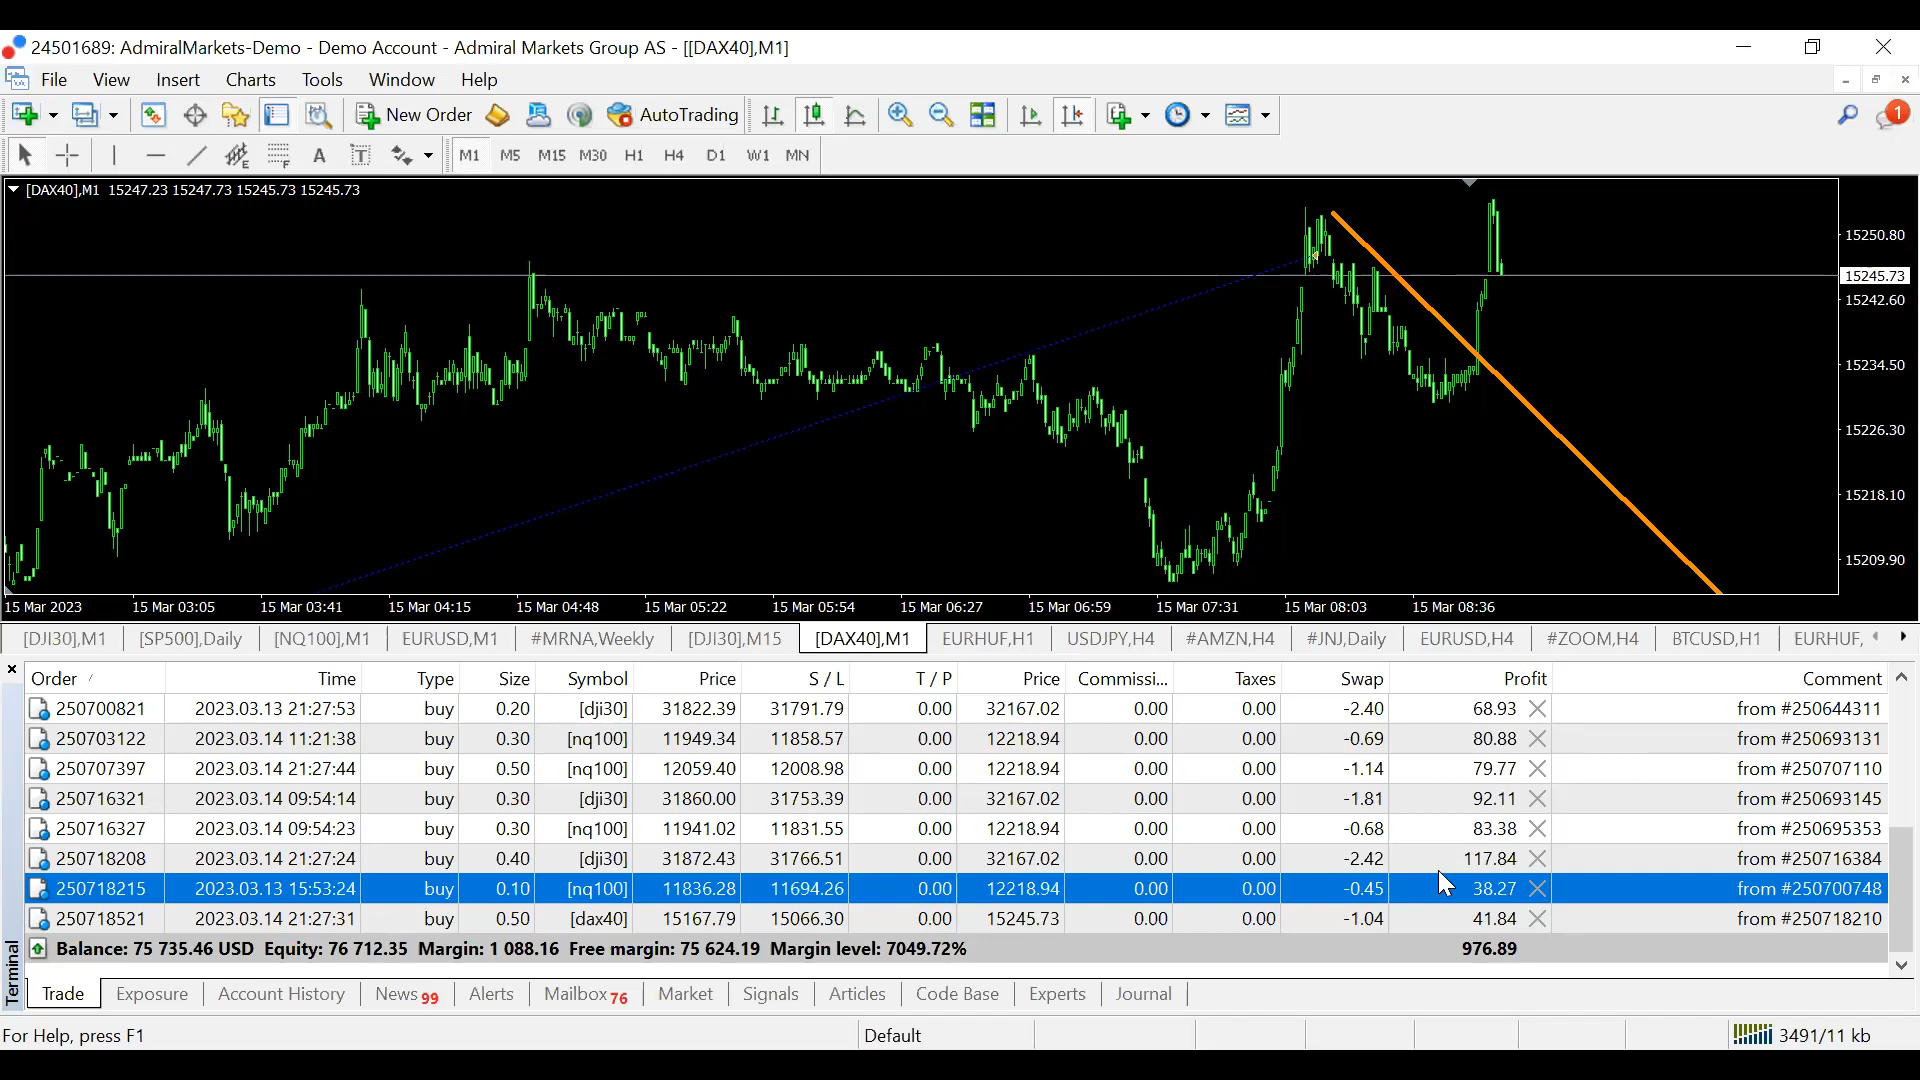 24501689: AdmiralMarkets-Demo - Demo Account - Admiral Markets Group AS - [[DAX40],M1]
File View Insert Charts Tools Window Help
New Order AutoTrading 1
E F A T M1 M5 M15 M30 H1 H4 D1 W1 MN
[DAX40],M1 15247.23 15247.73 15245.73 15245.73
15250.80
15245.73
15242.60
15234.50
15226.30
15218.10
15209.90
15 Mar 2023 15 Mar 03:05 15 Mar 03:41 15 Mar 04:15 15 Mar 04:48 15 Mar 05:22 15 Mar 05:54 15 Mar 06:27 15 Mar 06:59 15 Mar 07:31 15 Mar 08:03 15 Mar 08:36
[DJI30],M1 [SP500],Daily [NQ100],M1 EURUSD,M1 #MRNA,Weekly [DJI30],M15 [DAX40],M1 EURHUF,H1 USDJPY,H4 #AMZN,H4 #JNJ,Daily EURUSD,H4 #ZOOM,H4 BTCUSD,H1 EURHUF,
Order Time Type Size Symbol Price S / L T / P Price Commissi... Taxes Swap Profit Comment
250700821 2023.03.13 21:27:53 buy 0.20 [dji30] 31822.39 31791.79 0.00 32167.02 0.00 0.00 -2.40 68.93 from #250644311
250703122 2023.03.14 11:21:38 buy 0.30 [nq100] 11949.34 11858.57 0.00 12218.94 0.00 0.00 -0.69 80.88 from #250693131
250707397 2023.03.14 21:27:44 buy 0.50 [nq100] 12059.40 12008.98 0.00 12218.94 0.00 0.00 -1.14 79.77 from #250707110
250716321 2023.03.14 09:54:14 buy 0.30 [dji30] 31860.00 31753.39 0.00 32167.02 0.00 0.00 -1.81 92.11 from #250693145
250716327 2023.03.14 09:54:23 buy 0.30 [nq100] 11941.02 11831.55 0.00 12218.94 0.00 0.00 -0.68 83.38 from #250695353
250718208 2023.03.14 21:27:24 buy 0.40 [dji30] 31872.43 31766.51 0.00 32167.02 0.00 0.00 -2.42 117.84 from #250716384
250718215 2023.03.13 15:53:24 buy 0.10 [nq100] 11836.28 11694.26 0.00 12218.94 0.00 0.00 -0.45 38.27 from #250700748
250718521 2023.03.14 21:27:31 buy 0.50 [dax40] 15167.79 15066.30 0.00 15245.73 0.00 0.00 -1.04 41.84 from #250718210
Balance: 75 735.46 USD Equity: 76 712.35 Margin: 1 088.16 Free margin: 75 624.19 Margin level: 7049.72% 976.89
Terminal
Trade Exposure Account History News 99 Alerts Mailbox 76 Market Signals Articles Code Base Experts Journal
For Help, press F1 Default 3491/11 kb